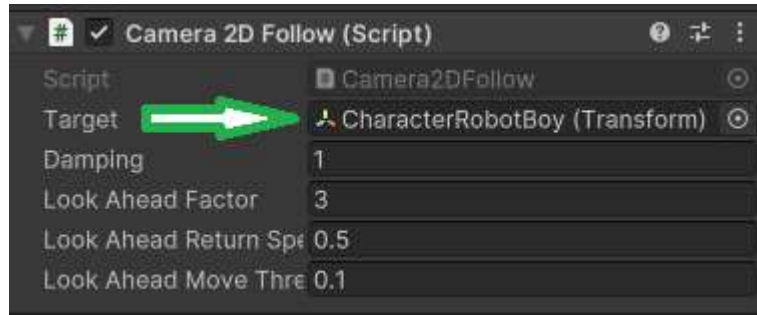 # Camera 2D Follow (Script)
Script Camera2DFollow
Target CharacterRobotBoy (Transform)
Damping 1
Look Ahead Factor 3
Look Ahead Return Spe 0.5
Look Ahead Move Thre 0.1